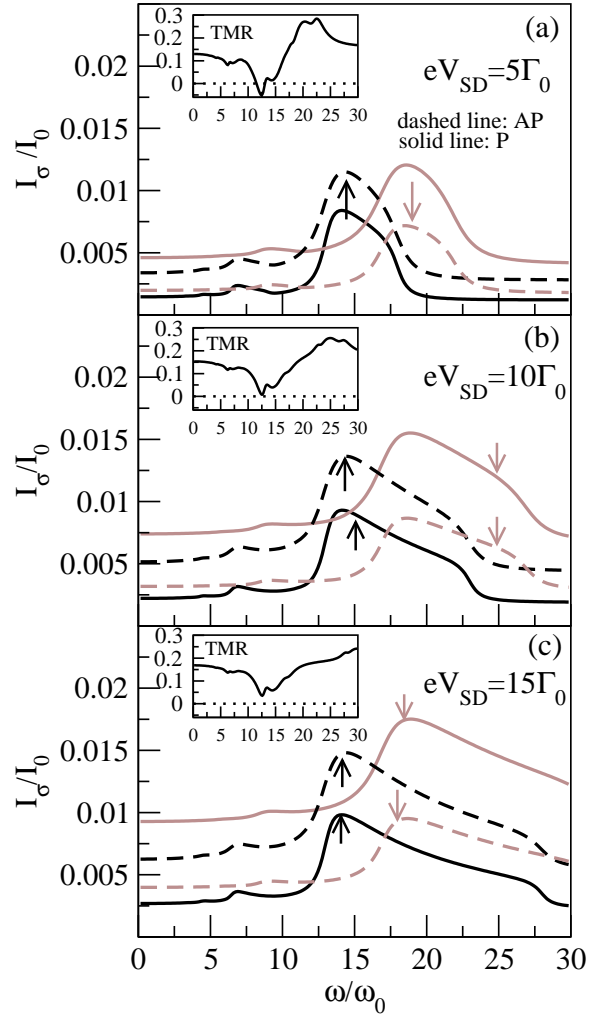 0.3
0.2
0.1
0
TMR
0 5 10 15 20 25 30
(a)
eV_SD=5Γ_0
dashed line: AP
solid line: P
0.02
0.015
0.01
0.005
I_σ/I_0
0.3
0.2
0.1
0
TMR
0 5 10 15 20 25 30
(b)
eV_SD=10Γ_0
0.02
0.015
0.01
0.005
I_σ/I_0
0.3
0.2
0.1
0
TMR
0 5 10 15 20 25 30
(c)
eV_SD=15Γ_0
0.02
0.015
0.01
0.005
I_σ/I_0
0 5 10 15 20 25 30
ω/ω_0